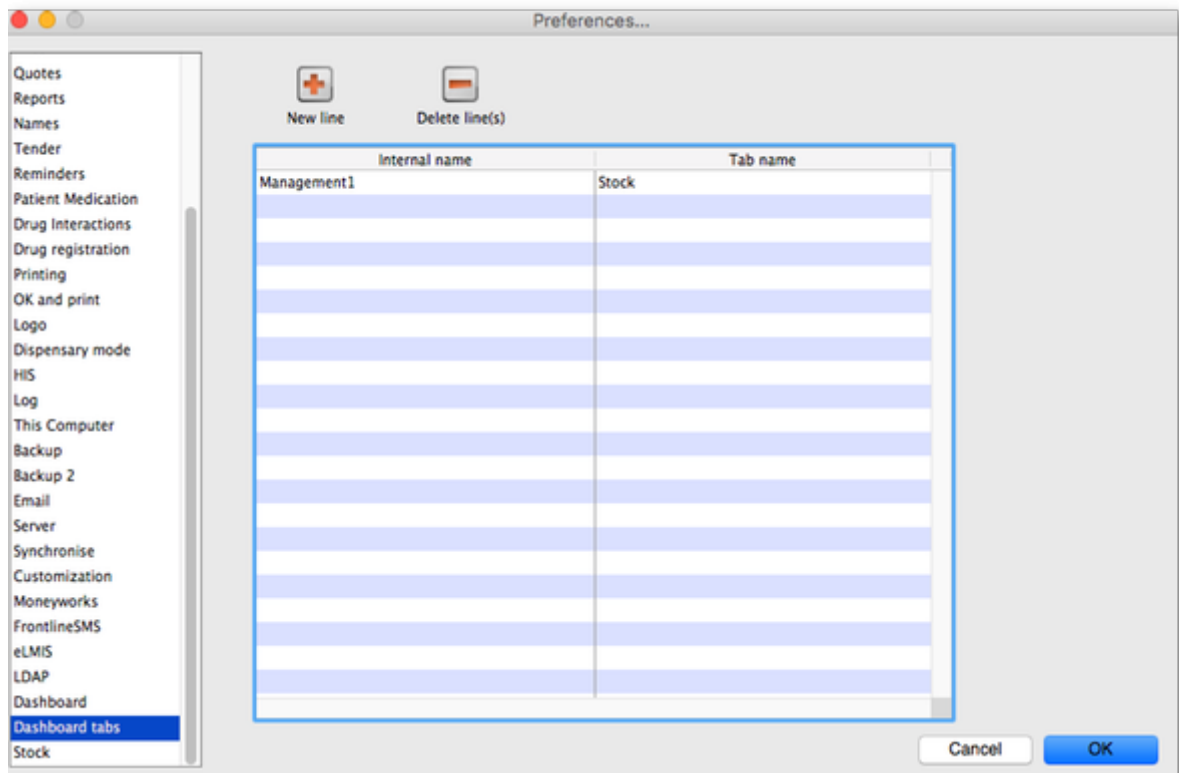 Preferences...
Quotes
Reports
Names
Tender
Reminders
Patient Medication
Drug Interactions
Drug registration
Printing
OK and print
Logo
Dispensary mode
HIS
Log
This Computer
Backup
Backup 2
Email
Server
Synchronise
Customization
Moneyworks
FrontlineSMS
eLMIS
LDAP
Dashboard
Dashboard tabs
Stock
New line Delete line(s)
Internal name Tab name
Management1 Stock
Cancel OK